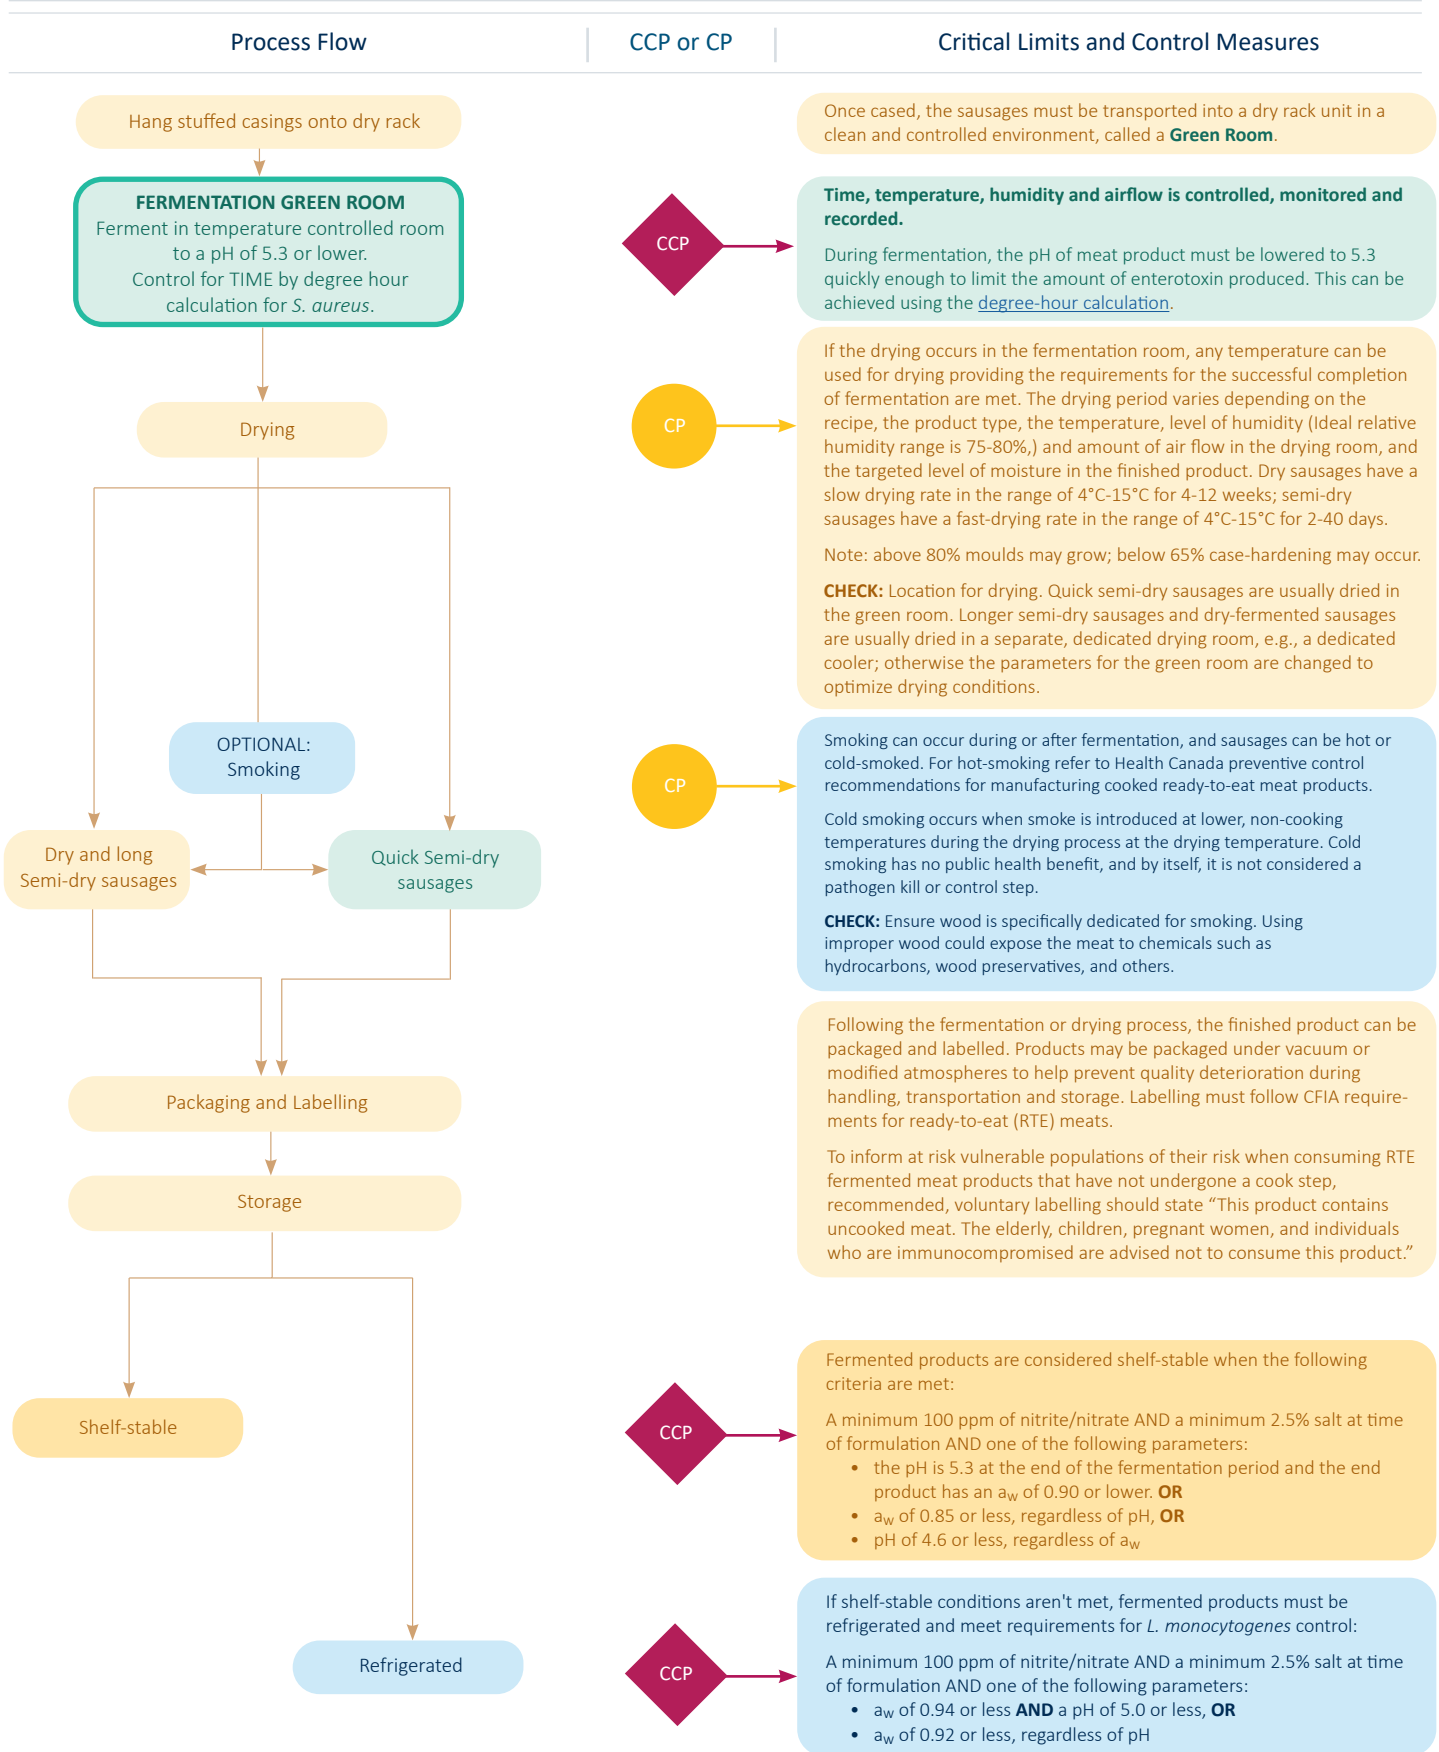 Process Flow
CCP or CP
Critical Limits and Control Measures
Hang stuffed casings onto dry rack
Once cased, the sausages must be transported into a dry rack unit in a
clean and controlled environment, called a Green Room.
FERMENTATION GREEN ROOM
Ferment in temperature controlled room
to a pH of 5.3 or lower.
Control for TIME by degree hour
calculation for S. aureus.
CCP
Time, temperature, humidity and airflow is controlled, monitored and
recorded.
During fermentation, the pH of meat product must be lowered to 5.3
quickly enough to limit the amount of enterotoxin produced. This can be
achieved using the degree-hour calculation.
Drying
CP
If the drying occurs in the fermentation room, any temperature can be
used for drying providing the requirements for the successful completion
of fermentation are met. The drying period varies depending on the
recipe, the product type, the temperature, level of humidity (Ideal relative
humidity range is 75-80%,) and amount of air flow in the drying room, and
the targeted level of moisture in the finished product. Dry sausages have a
slow drying rate in the range of 4°C-15°C for 4-12 weeks; semi-dry
sausages have a fast-drying rate in the range of 4°C-15°C for 2-40 days.
Note: above 80% moulds may grow; below 65% case-hardening may occur.
CHECK: Location for drying. Quick semi-dry sausages are usually dried in
the green room. Longer semi-dry sausages and dry-fermented sausages
are usually dried in a separate, dedicated drying room, e.g., a dedicated
cooler; otherwise the parameters for the green room are changed to
optimize drying conditions.
OPTIONAL:
Smoking
CP
Smoking can occur during or after fermentation, and sausages can be hot or
cold-smoked. For hot-smoking refer to Health Canada preventive control
recommendations for manufacturing cooked ready-to-eat meat products.
Cold smoking occurs when smoke is introduced at lower, non-cooking
temperatures during the drying process at the drying temperature. Cold
smoking has no public health benefit, and by itself, it is not considered a
pathogen kill or control step.
CHECK: Ensure wood is specifically dedicated for smoking. Using
improper wood could expose the meat to chemicals such as
hydrocarbons, wood preservatives, and others.
Dry and long
Semi-dry sausages
Quick Semi-dry
sausages
Packaging and Labelling
Following the fermentation or drying process, the finished product can be
packaged and labelled. Products may be packaged under vacuum or
modified atmospheres to help prevent quality deterioration during
handling, transportation and storage. Labelling must follow CFIA require-
ments for ready-to-eat (RTE) meats.
To inform at risk vulnerable populations of their risk when consuming RTE
fermented meat products that have not undergone a cook step,
recommended, voluntary labelling should state “This product contains
uncooked meat. The elderly, children, pregnant women, and individuals
who are immunocompromised are advised not to consume this product.”
Storage
Shelf-stable
CCP
Fermented products are considered shelf-stable when the following
criteria are met:
A minimum 100 ppm of nitrite/nitrate AND a minimum 2.5% salt at time
of formulation AND one of the following parameters:
• the pH is 5.3 at the end of the fermentation period and the end
product has an aw of 0.90 or lower. OR
• aw of 0.85 or less, regardless of pH, OR
• pH of 4.6 or less, regardless of aw
Refrigerated
CCP
If shelf-stable conditions aren't met, fermented products must be
refrigerated and meet requirements for L. monocytogenes control:
A minimum 100 ppm of nitrite/nitrate AND a minimum 2.5% salt at time
of formulation AND one of the following parameters:
• aw of 0.94 or less AND a pH of 5.0 or less, OR
• aw of 0.92 or less, regardless of pH